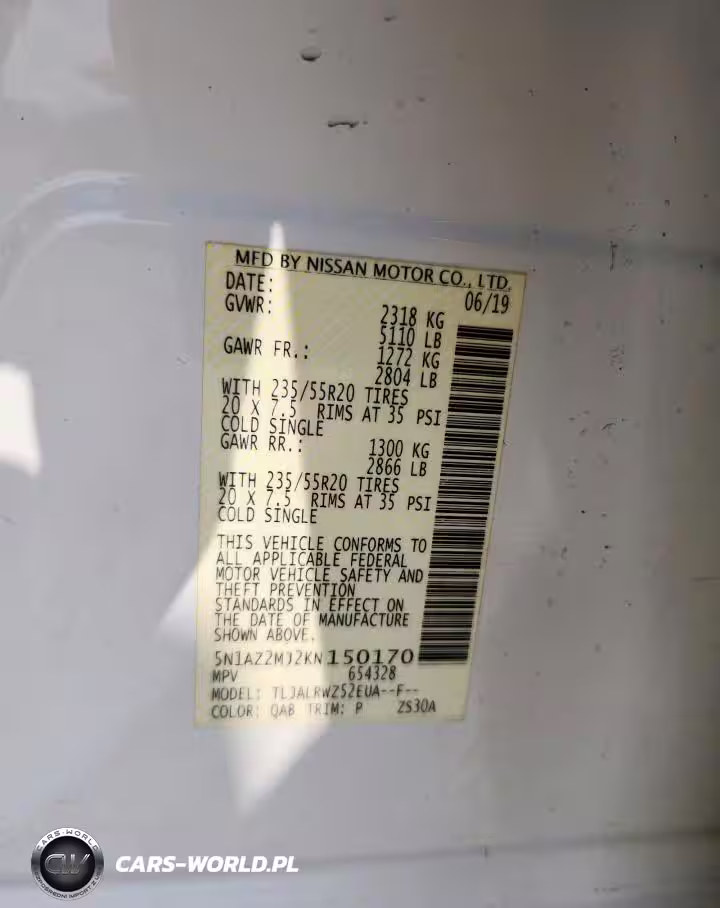 MFD BY NISSAN MOTOR CO., LTD.
DATE: 06/19
GVWR: 2318 KG
5110 LB
GAWR FR.: 1272 KG
2804 LB
WITH 235/55R20 TIRES
20 X 7.5 RIMS AT 35 PSI
COLD SINGLE
GAWR RR.: 1300 KG
2866 LB
WITH 235/55R20 TIRES
20 X 7.5 RIMS AT 35 PSI
COLD SINGLE
THIS VEHICLE CONFORMS TO
ALL APPLICABLE FEDERAL
MOTOR VEHICLE SAFETY AND
THEFT PREVENTION
STANDARDS IN EFFECT ON
THE DATE OF MANUFACTURE
SHOWN ABOVE.
MPV 654328
MODEL:
COLOR: QAB TRIM: P ZS30A
CARS-WORLD
CW
CARS-WORLD.PL